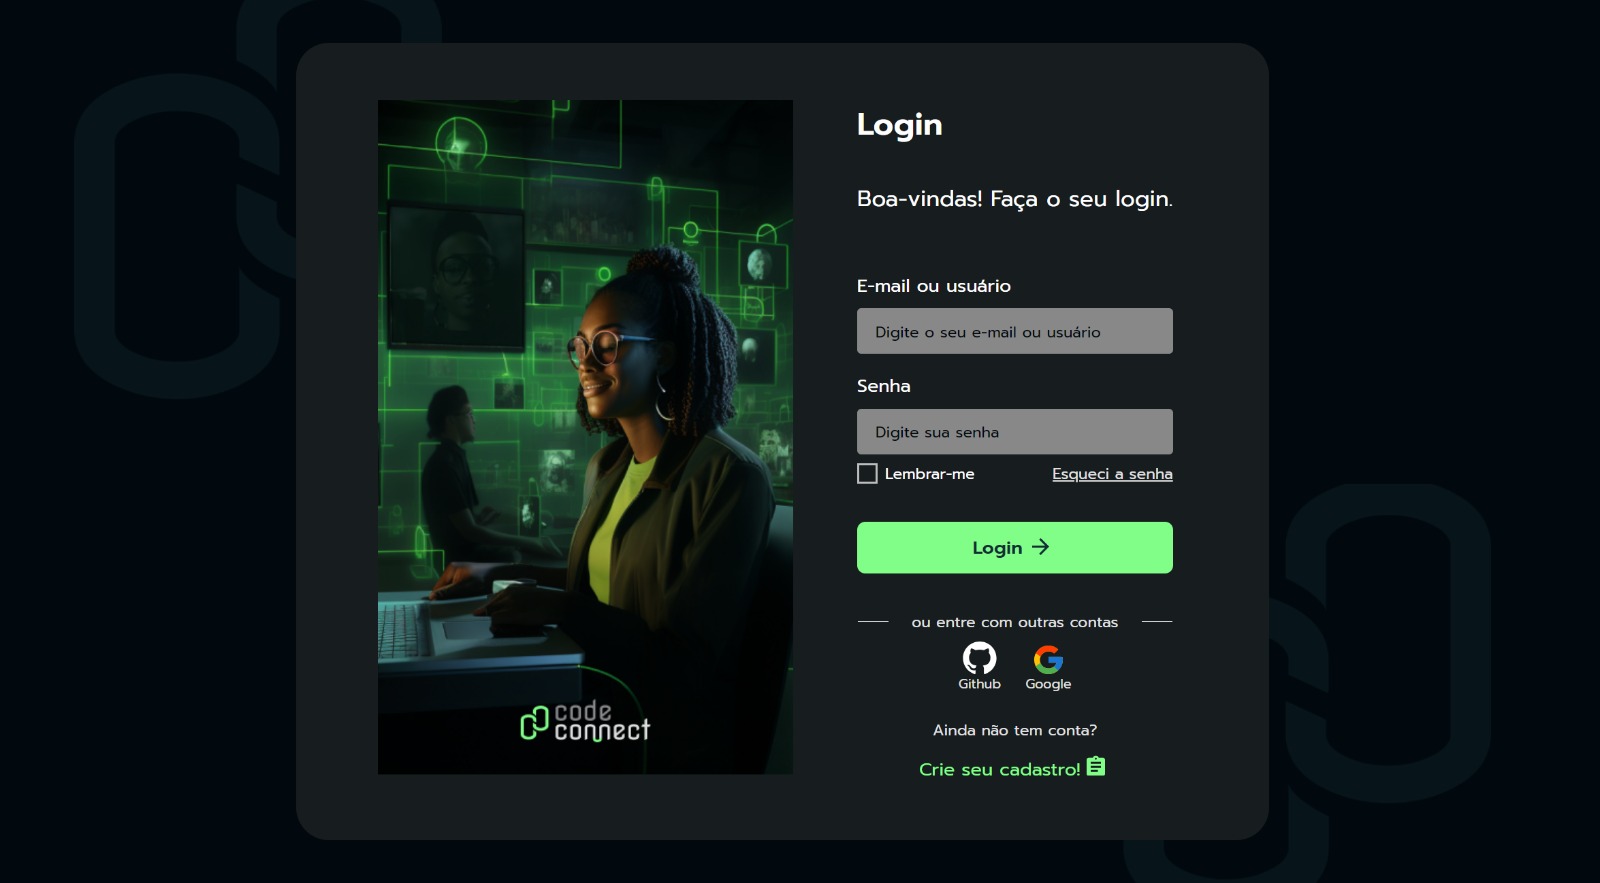 Login
Boa-vindas! Faça o seu login.
E-mail ou usuário
Digite o seu e-mail ou usuário
Senha
Digite sua senha
Lembrar-me
Esqueci a senha
Login
ou entre com outras contas
Github
Google
Ainda não tem conta?
Crie seu cadastro!
code
connect